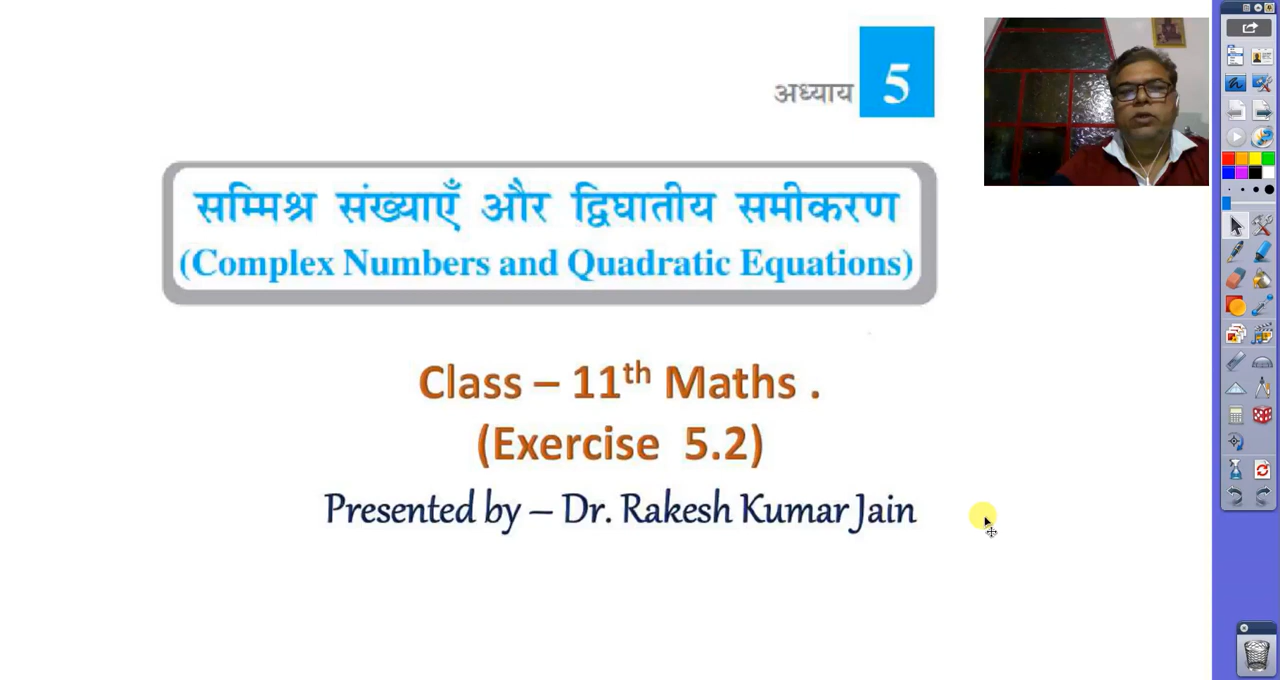 अध्याय 5
सम्मिश्र संख्याएँ और द्विघातीय समीकरण
(Complex Numbers and Quadratic Equations)
Class – 11th Maths .
(Exercise 5.2)
Presented by – Dr. Rakesh Kumar Jain